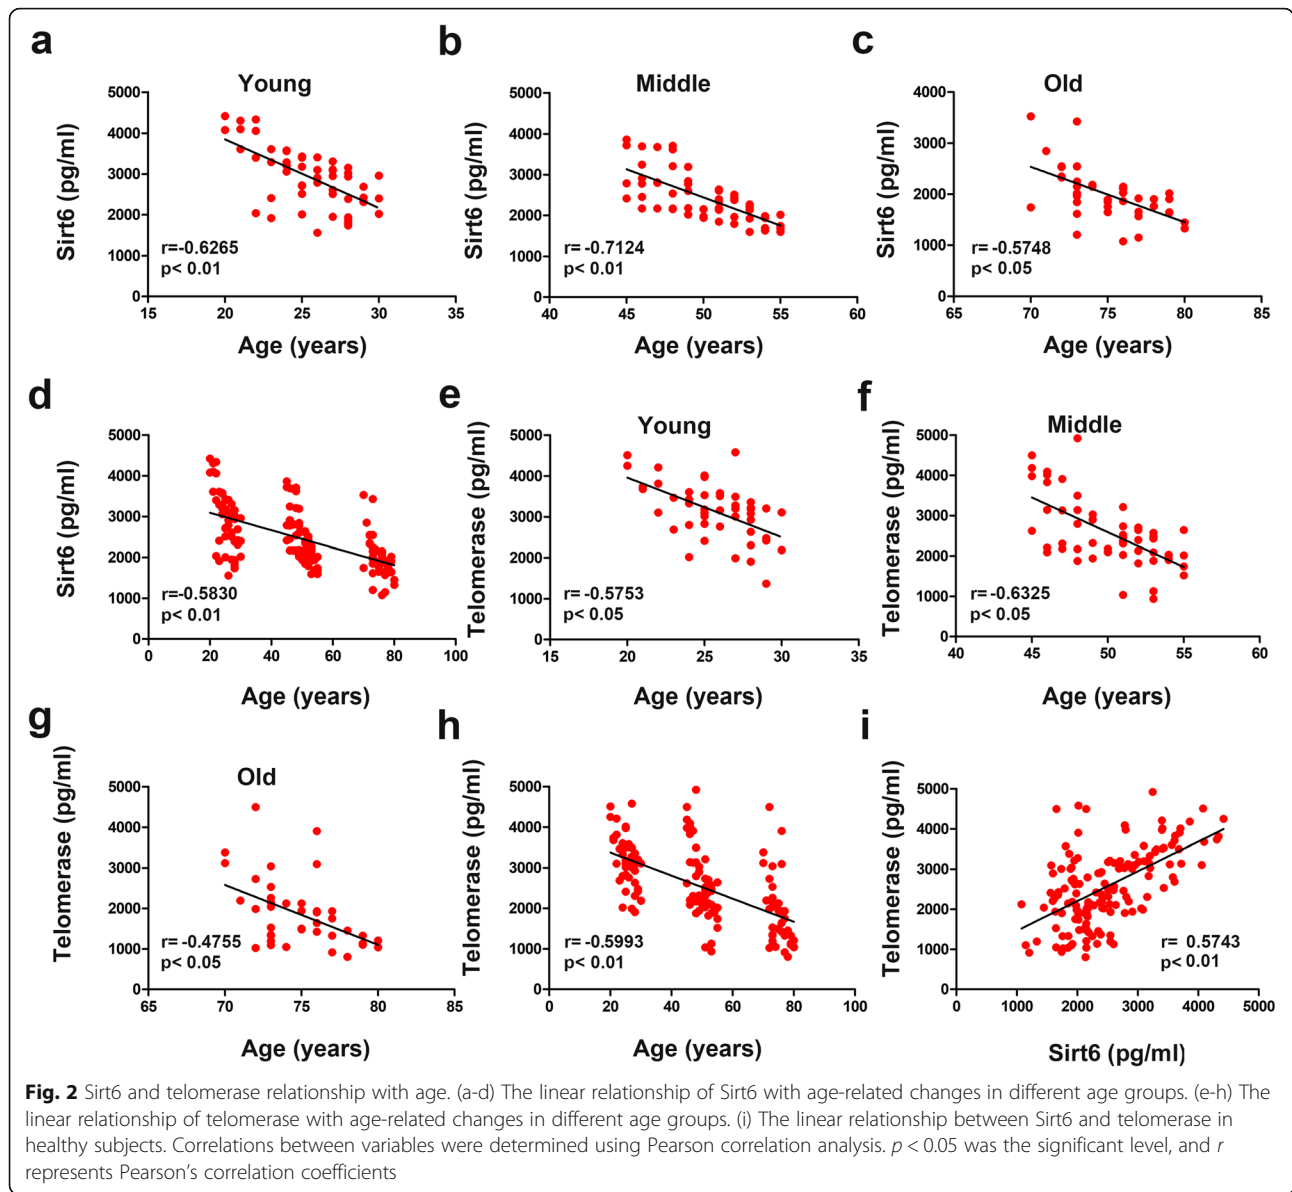 a
Young
Sirt6 (pg/ml)
5000
4000
3000
2000
1000
0
r=-0.6265
p< 0.01
15 20 25 30 35
Age (years)
b
Middle
Sirt6 (pg/ml)
5000
4000
3000
2000
1000
0
r= -0.7124
p< 0.01
40 45 50 55 60
Age (years)
c
Old
Sirt6 (pg/ml)
4000
3000
2000
1000
0
r= -0.5748
p< 0.05
65 70 75 80 85
Age (years)
d
Sirt6 (pg/ml)
5000
4000
3000
2000
1000
0
r=-0.5830
p< 0.01
0 20 40 60 80 100
Age (years)
e
Young
Telomerase (pg/ml)
5000
4000
3000
2000
1000
0
r= -0.5753
p< 0.05
15 20 25 30 35
Age (years)
f
Middle
Telomerase (pg/ml)
5000
4000
3000
2000
1000
0
r= -0.6325
p< 0.05
40 45 50 55 60
Age (years)
g
Old
Telomerase (pg/ml)
5000
4000
3000
2000
1000
0
r= -0.4755
p< 0.05
65 70 75 80 85
Age (years)
h
Telomerase (pg/ml)
5000
4000
3000
2000
1000
0
r= -0.5993
p< 0.01
0 20 40 60 80 100
Age (years)
i
Telomerase (pg/ml)
5000
4000
3000
2000
1000
0
r= 0.5743
p< 0.01
0 1000 2000 3000 4000 5000
Sirt6 (pg/ml)
Fig. 2 Sirt6 and telomerase relationship with age. (a-d) The linear relationship of Sirt6 with age-related changes in different age groups. (e-h) The
linear relationship of telomerase with age-related changes in different age groups. (i) The linear relationship between Sirt6 and telomerase in
healthy subjects. Correlations between variables were determined using Pearson correlation analysis. p < 0.05 was the significant level, and r
represents Pearson’s correlation coefficients